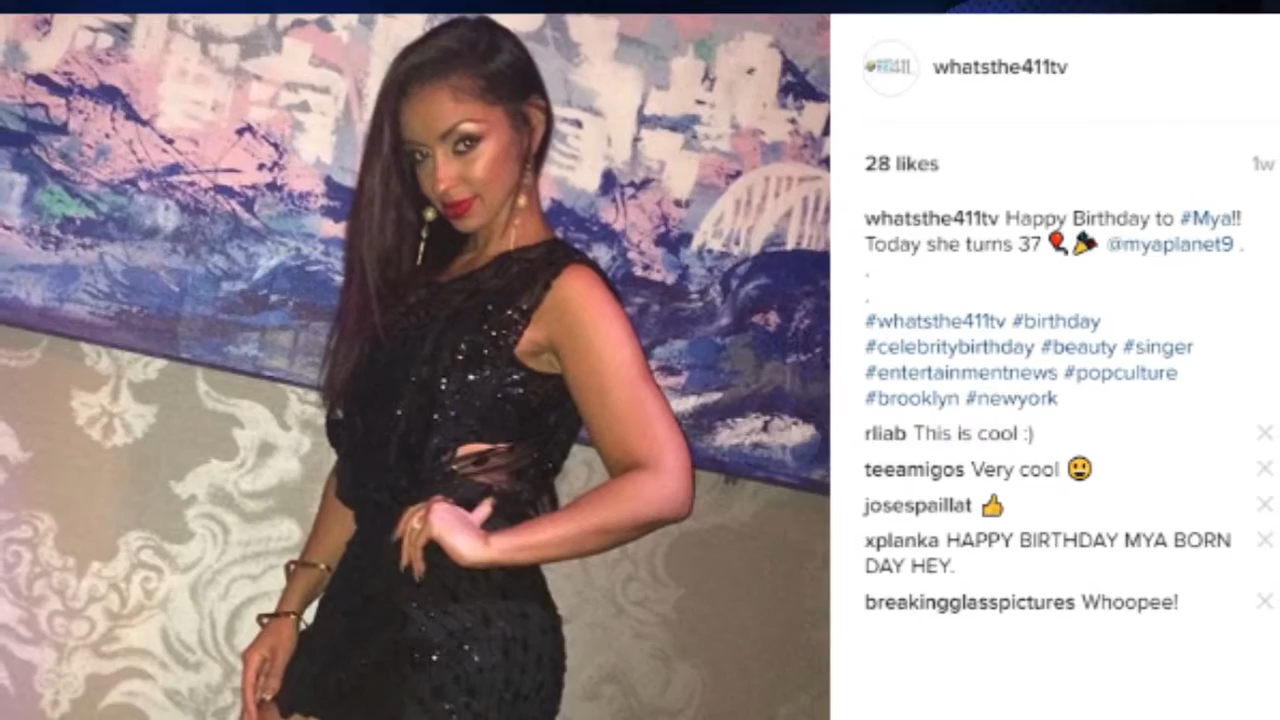 411
whatsthe411tv
28 likes
1w
whatsthe411tv Happy Birthday to #Mya!!
Today she turns 37 🎈🎉 @myaplanet9 .
.
.
#whatsthe411tv #birthday
#celebritybirthday #beauty #singer
#entertainmentnews #popculture
#brooklyn #newyork
rliab This is cool :)
teeamigos Very cool 😃
josespaillat 👍
xplanka HAPPY BIRTHDAY MYA BORN
DAY HEY.
breakingglasspictures Whoopee!